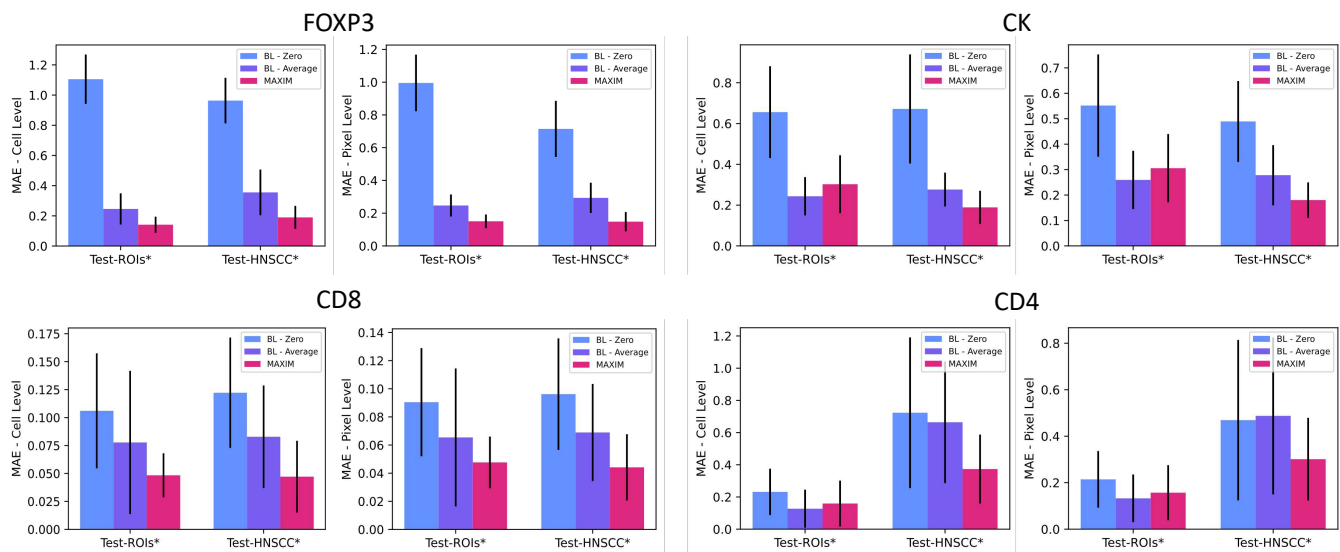 FOXP3
MAE - Cell Level
1.2
1.0
0.8
0.6
0.4
0.2
0.0
BL - Zero
BL - Average
MAXIM
Test-ROIs*
Test-HNSCC*
MAE - Pixel Level
1.2
1.0
0.8
0.6
0.4
0.2
0.0
BL - Zero
BL - Average
MAXIM
Test-ROIs*
Test-HNSCC*
CK
MAE - Cell Level
0.8
0.6
0.4
0.2
0.0
BL - Zero
BL - Average
MAXIM
Test-ROIs*
Test-HNSCC*
MAE - Pixel Level
0.7
0.6
0.5
0.4
0.3
0.2
0.1
0.0
BL - Zero
BL - Average
MAXIM
Test-ROIs*
Test-HNSCC*
CD8
MAE - Cell Level
0.175
0.150
0.125
0.100
0.075
0.050
0.025
0.000
BL - Zero
BL - Average
MAXIM
Test-ROIs*
Test-HNSCC*
MAE - Pixel Level
0.14
0.12
0.10
0.08
0.06
0.04
0.02
0.00
BL - Zero
BL - Average
MAXIM
Test-ROIs*
Test-HNSCC*
CD4
MAE - Cell Level
1.2
1.0
0.8
0.6
0.4
0.2
0.0
BL - Zero
BL - Average
MAXIM
Test-ROIs*
Test-HNSCC*
MAE - Pixel Level
0.8
0.6
0.4
0.2
0.0
BL - Zero
BL - Average
MAXIM
Test-ROIs*
Test-HNSCC*